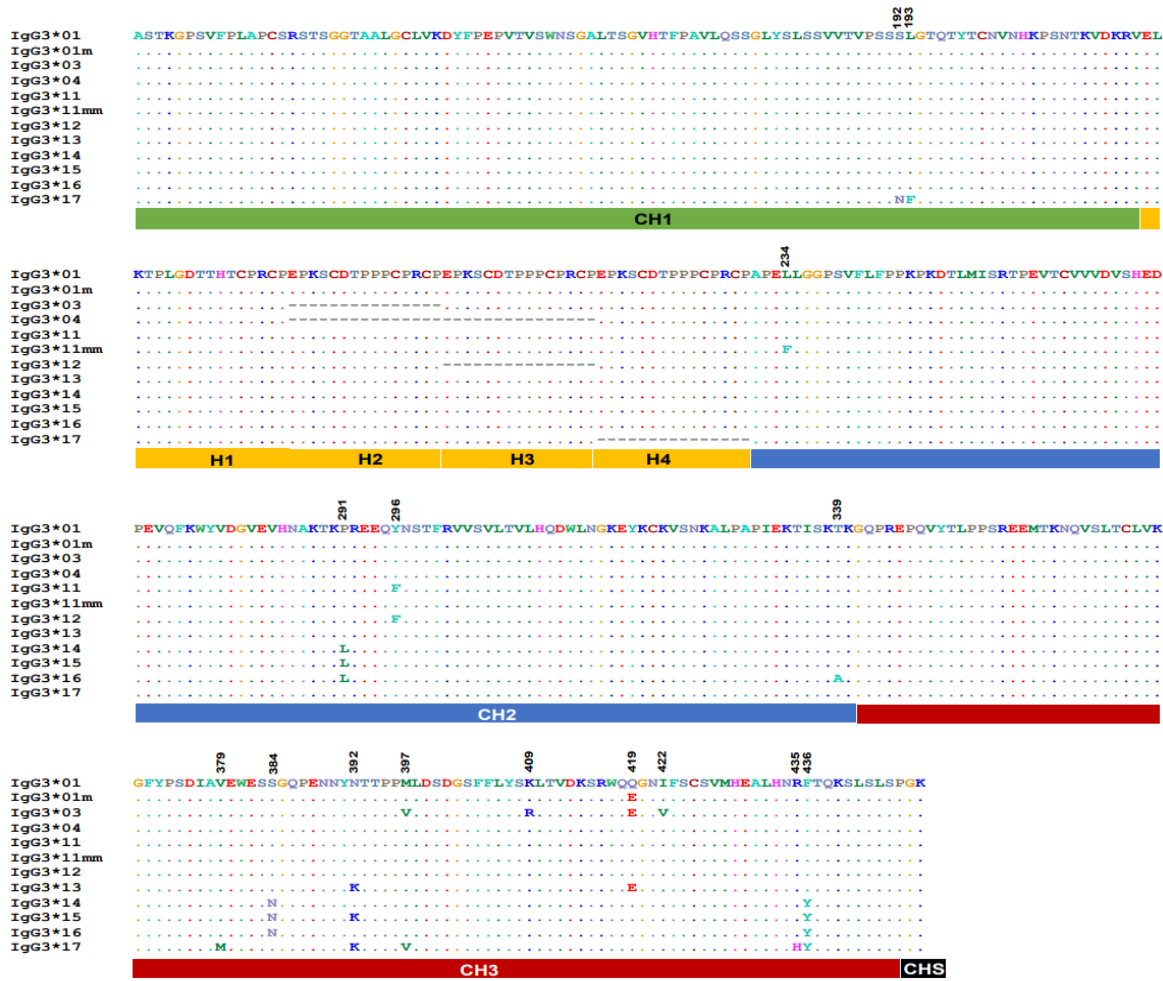 192 193
IgG3*01 ASTKGPSVFPLAPCSRSTSGGTAALGCLVKDYFPEPVTVSWNSGALTSGVHTFPAVLQSSGLYSLSSVVTVPSSSLGTQTYTCNVNHKPSNTKVDKRVEL
IgG3*01m
IgG3*03
IgG3*04
IgG3*11
IgG3*11mm
IgG3*12
IgG3*13
IgG3*14
IgG3*15
IgG3*16
IgG3*17 NF
CH1
234
IgG3*01 KTPLGDTTHTCPRCPEPKSCDTPPPCPRCPEPKSCDTPPPCPRCPEPKSCDTPPPCPRCPAPELLGGPSVFLFPPKPKDTLMISRTPEVTCVVVDVSHED
IgG3*01m
IgG3*03 ---------------
IgG3*04 ------------------------------
IgG3*11
IgG3*11mm F
IgG3*12 ---------------
IgG3*13
IgG3*14
IgG3*15
IgG3*16
IgG3*17 ---------------
H1 H2 H3 H4
291 296 339
IgG3*01 PEVQFKWYVDGVEVHNAKTKPREEQYNSTFRVVSVLTVLHQDWLNGKEYKCKVSNKALPAPIEKTISKTKGQPREPQVYTLPPSREEMTKNQVSLTCLVK
IgG3*01m
IgG3*03
IgG3*04
IgG3*11 F
IgG3*11mm
IgG3*12 F
IgG3*13
IgG3*14 L
IgG3*15 L
IgG3*16 L A
IgG3*17
CH2
379 384 392 397 409 419 422 435 436
IgG3*01 GFYPSDIAVEWESSGQPENNYNTTPPMLDSDGSFFLYSKLTVDKSRWQQGNIFSCSVMHEALHNRFTQKSLSLSPGK
IgG3*01m E
IgG3*03 V R E V
IgG3*04
IgG3*11
IgG3*11mm
IgG3*12
IgG3*13 K E
IgG3*14 N Y
IgG3*15 N K Y
IgG3*16 N Y
IgG3*17 M K V HY
CH3 CHS